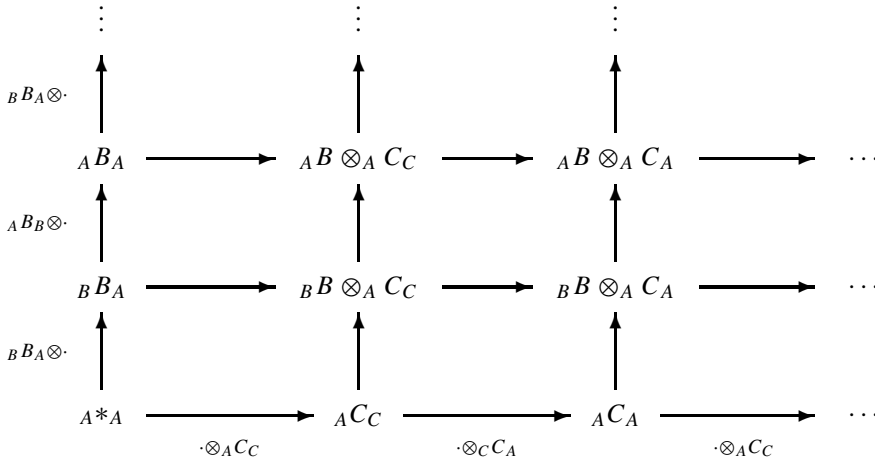 ⋮ ⋮ ⋮
_B B_A ⊗·
_A B_A _A B ⊗_A C_C _A B ⊗_A C_A ⋯
_A B_B ⊗·
_B B_A _B B ⊗_A C_C _B B ⊗_A C_A ⋯
_B B_A ⊗·
_A *_A _A C_C _A C_A ⋯
·⊗_A C_C ·⊗_C C_A ·⊗_A C_C